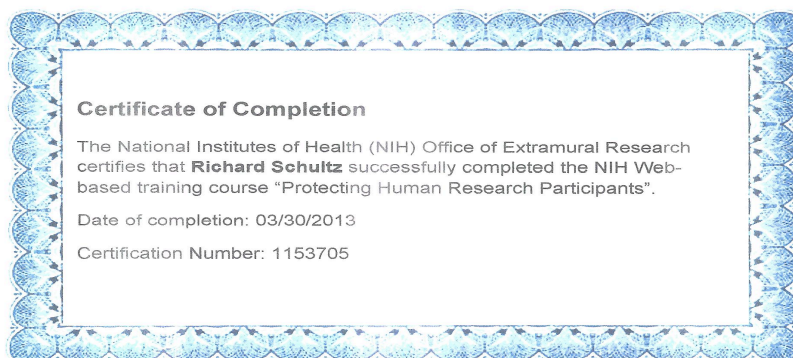 Certificate of Completion
The National Institutes of Health (NIH) Office of Extramural Research
certifies that Richard Schultz successfully completed the NIH Web-
based training course “Protecting Human Research Participants”.
Date of completion: 03/30/2013
Certification Number: 1153705